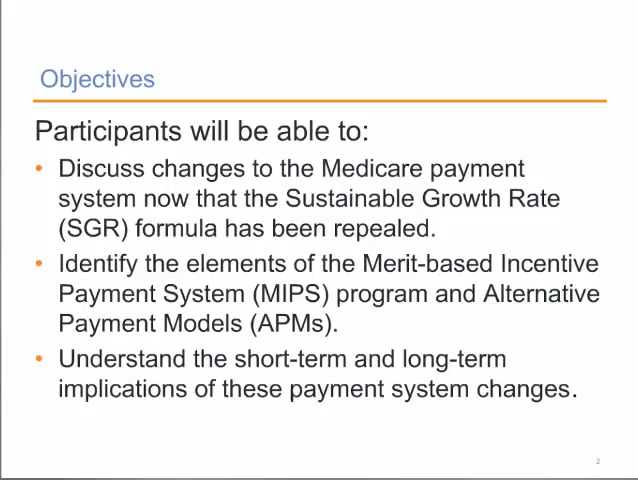 Objectives
Participants will be able to:
• Discuss changes to the Medicare payment
system now that the Sustainable Growth Rate
(SGR) formula has been repealed.
• Identify the elements of the Merit-based Incentive
Payment System (MIPS) program and Alternative
Payment Models (APMs).
• Understand the short-term and long-term
implications of these payment system changes.
2